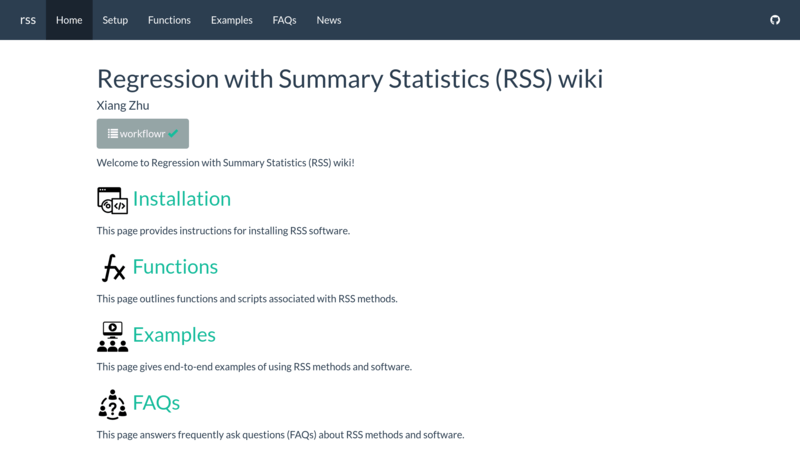 rss Home Setup Functions Examples FAQs News
Regression with Summary Statistics (RSS) wiki
Xiang Zhu
workflowr
Welcome to Regression with Summary Statistics (RSS) wiki!
Installation
This page provides instructions for installing RSS software.
fx Functions
This page outlines functions and scripts associated with RSS methods.
Examples
This page gives end-to-end examples of using RSS methods and software.
FAQs
This page answers frequently ask questions (FAQs) about RSS methods and software.